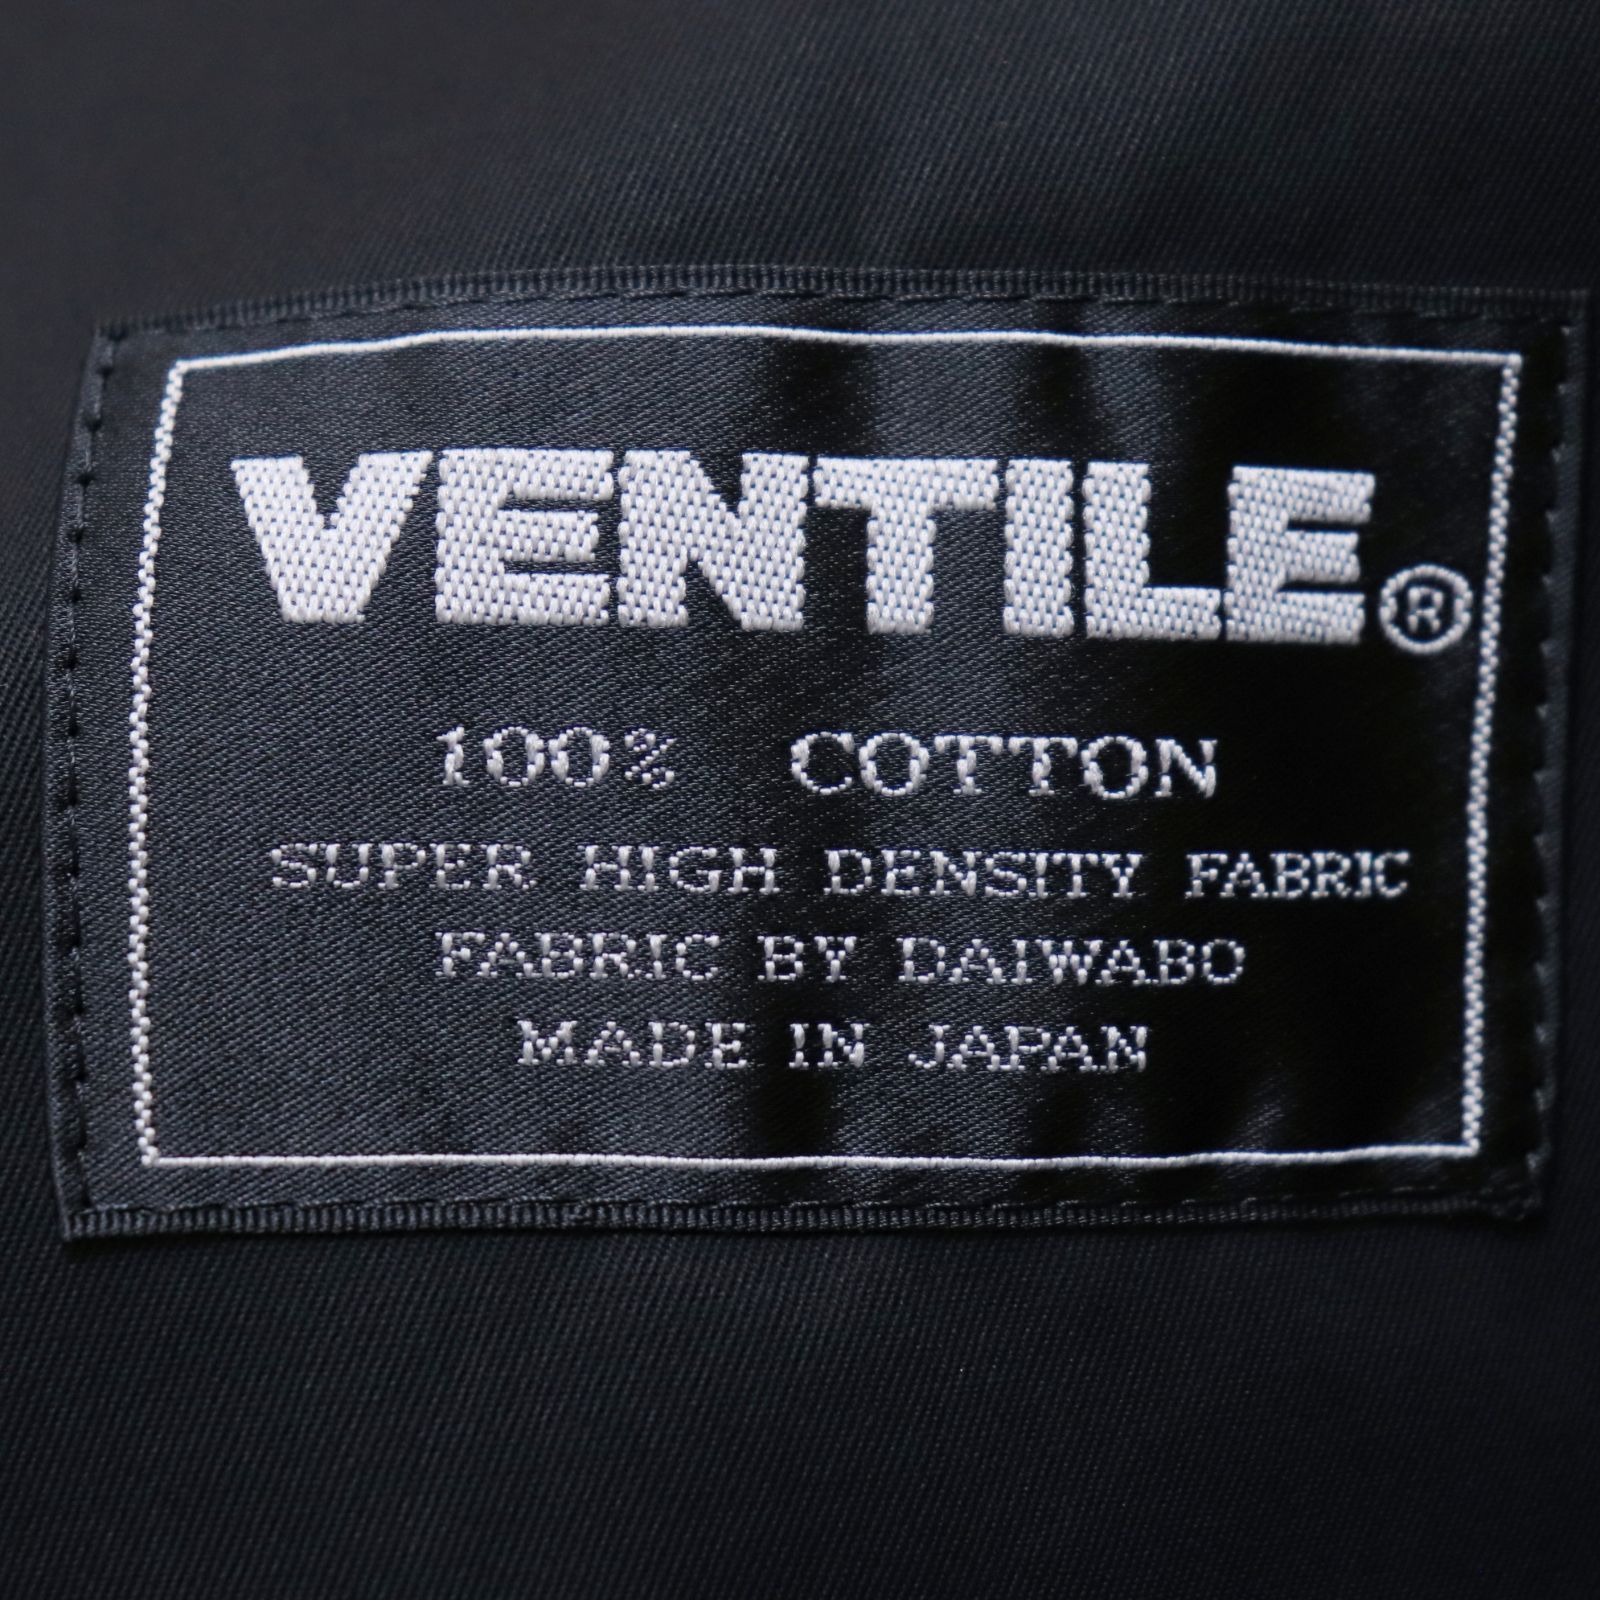 VENTILE®
100% COTTON
SUPER HIGH DENSITY FABRIC
FABRIC BY DAIWABO
MADE IN JAPAN